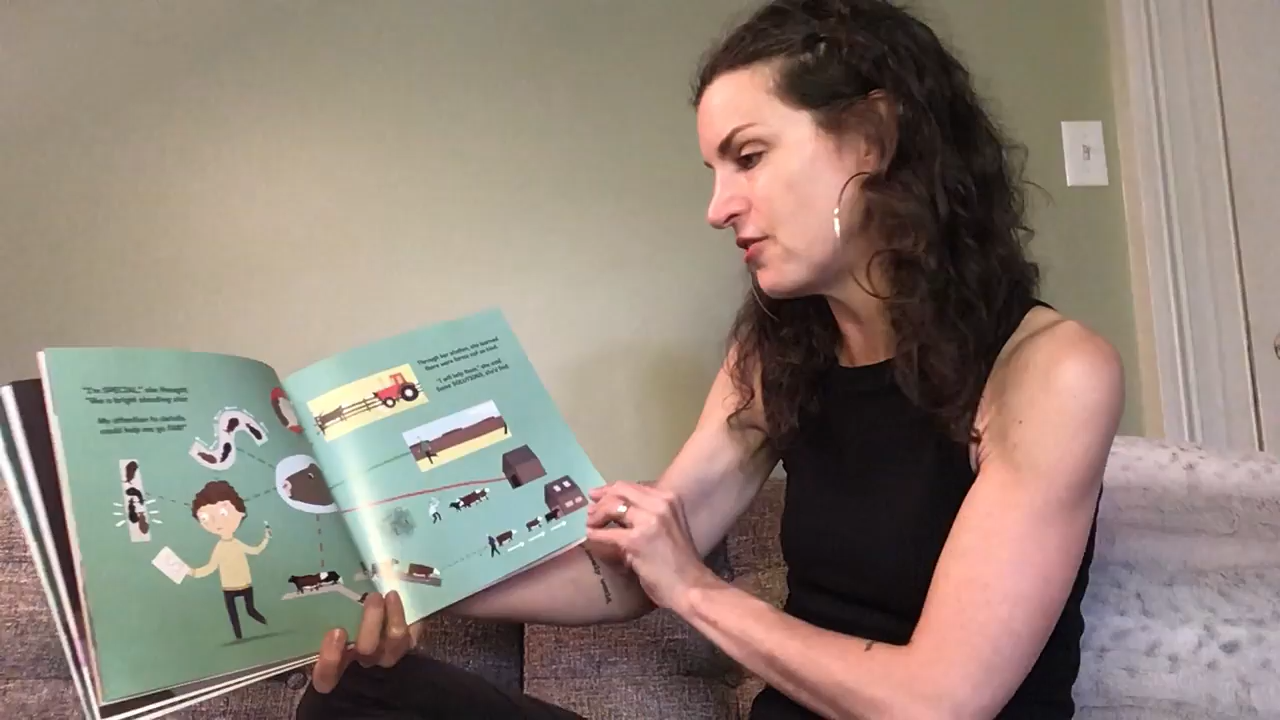 "I'm SPECIAL," she thought.
"Like a bright shooting star
My attention to details
could help me go FAR!"
Through her studies, she learned
there were farms not so kind.
"I will help them," she said.
Some SOLUTIONS, she'd find